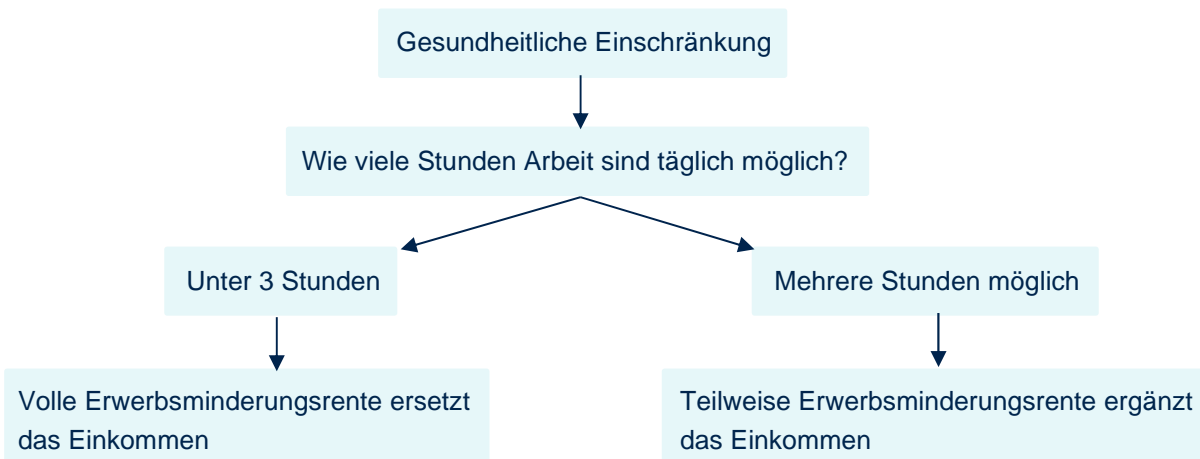 Gesundheitliche Einschränkung
Wie viele Stunden Arbeit sind täglich möglich?
Unter 3 Stunden
Mehrere Stunden möglich
Volle Erwerbsminderungsrente ersetzt
das Einkommen
Teilweise Erwerbsminderungsrente ergänzt
das Einkommen